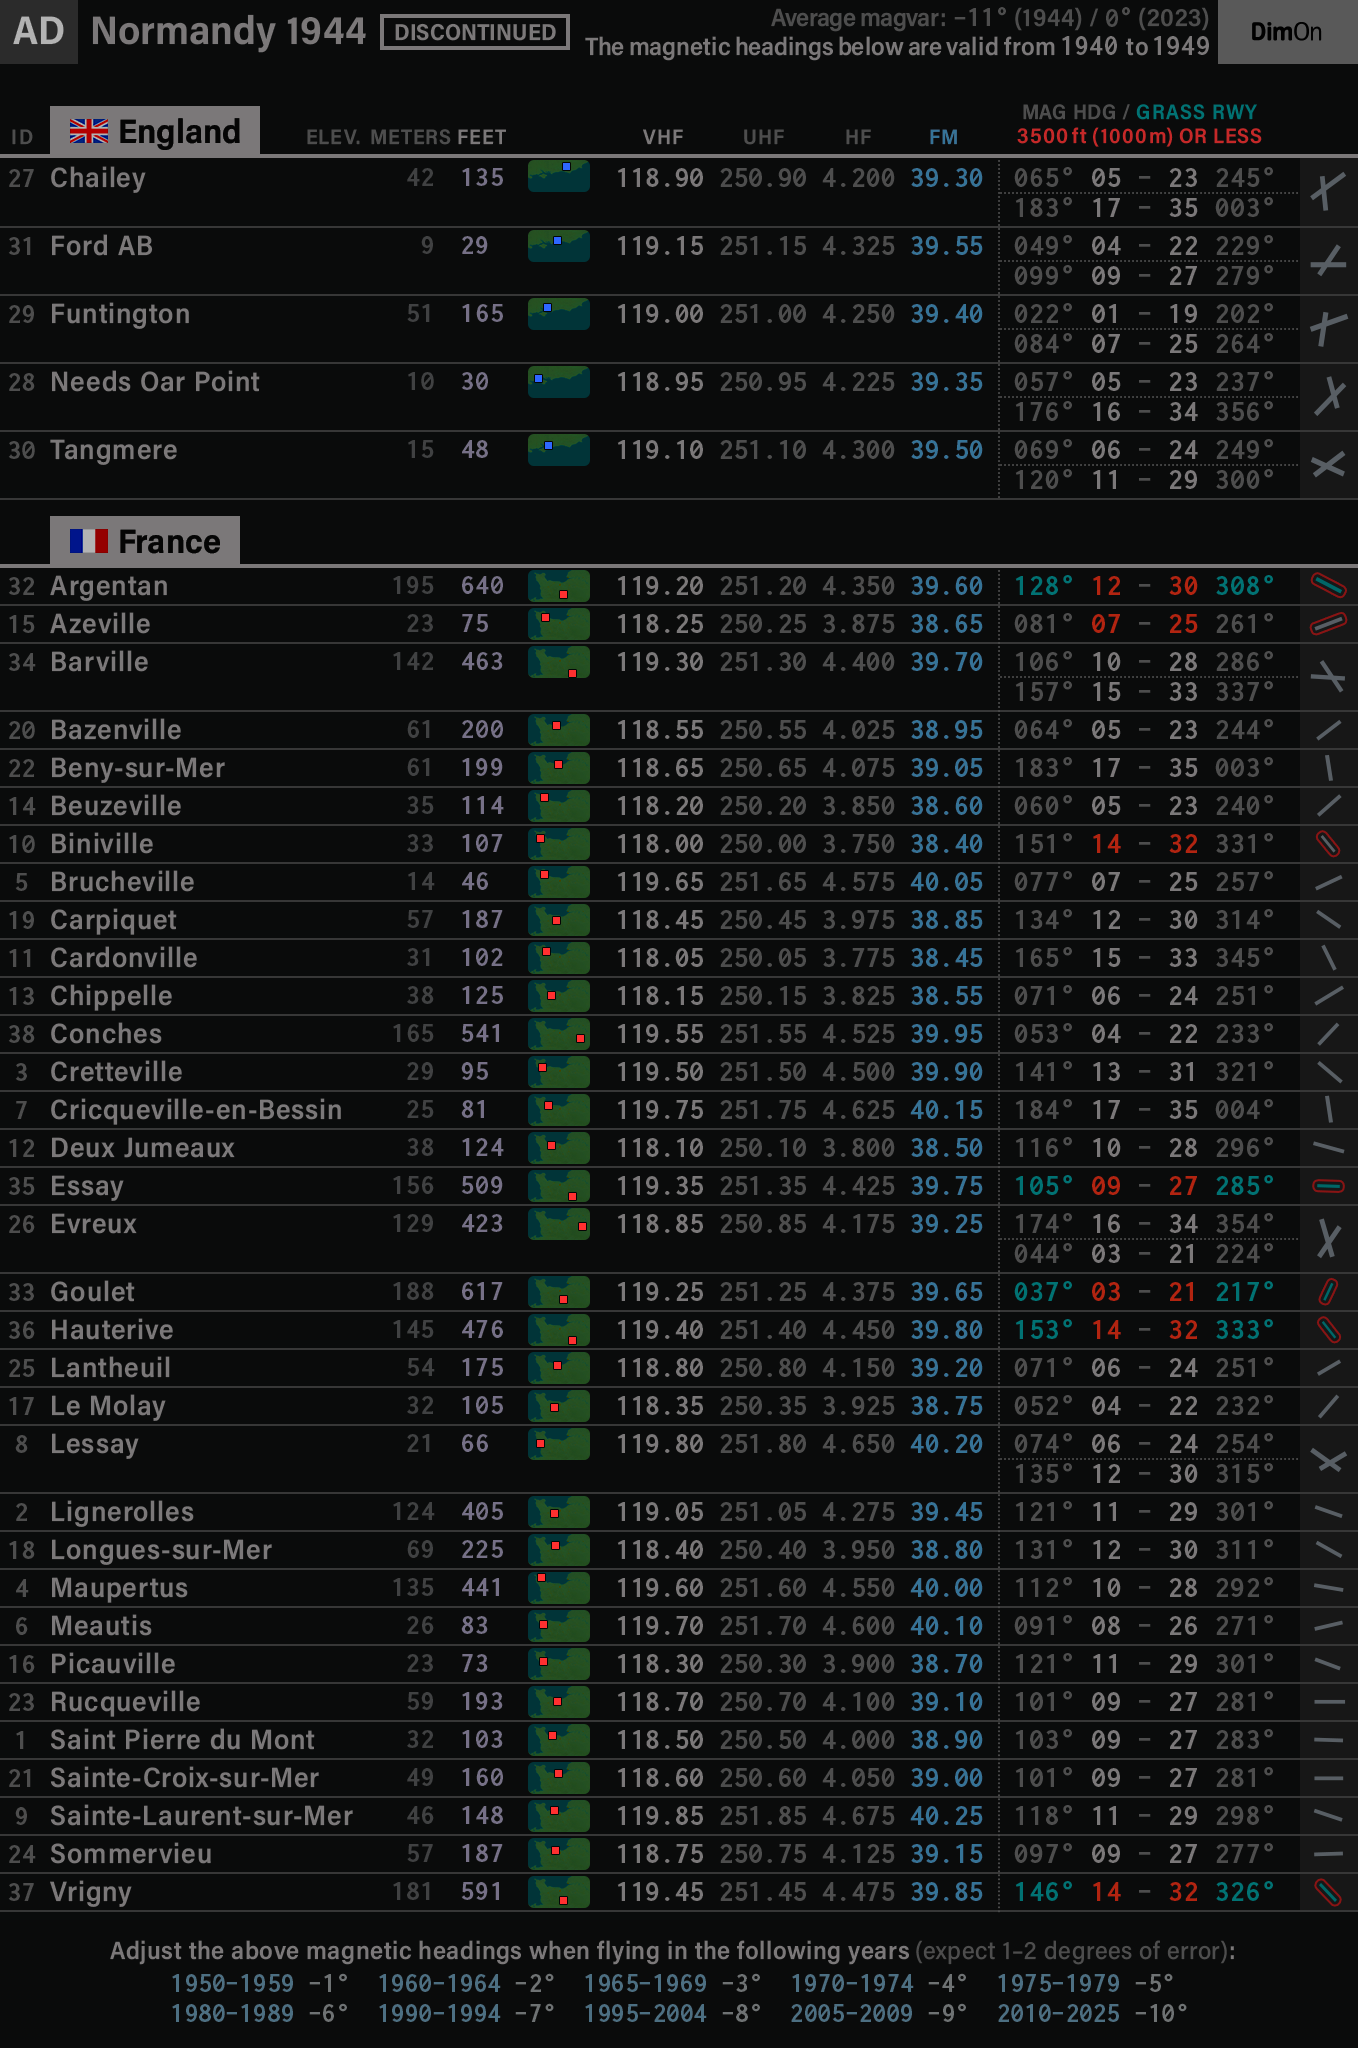 AD Normandy 1944 DISCONTINUED Average magvar: −11° (1944) / 0° (2023) DimOn
The magnetic headings below are valid from 1940 to 1949
MAG HDG / GRASS RWY
ID England ELEV. METERS FEET VHF UHF HF FM 3500 ft (1000 m) OR LESS
27 Chailey 42 135 118.90 250.90 4.200 39.30 065° 05 – 23 245°
183° 17 – 35 003°
31 Ford AB 9 29 119.15 251.15 4.325 39.55 049° 04 – 22 229°
099° 09 – 27 279°
29 Funtington 51 165 119.00 251.00 4.250 39.40 022° 01 – 19 202°
084° 07 – 25 264°
28 Needs Oar Point 10 30 118.95 250.95 4.225 39.35 057° 05 – 23 237°
176° 16 – 34 356°
30 Tangmere 15 48 119.10 251.10 4.300 39.50 069° 06 – 24 249°
120° 11 – 29 300°
France
32 Argentan 195 640 119.20 251.20 4.350 39.60 128° 12 – 30 308°
15 Azeville 23 75 118.25 250.25 3.875 38.65 081° 07 – 25 261°
34 Barville 142 463 119.30 251.30 4.400 39.70 106° 10 – 28 286°
157° 15 – 33 337°
20 Bazenville 61 200 118.55 250.55 4.025 38.95 064° 05 – 23 244°
22 Beny-sur-Mer 61 199 118.65 250.65 4.075 39.05 183° 17 – 35 003°
14 Beuzeville 35 114 118.20 250.20 3.850 38.60 060° 05 – 23 240°
10 Biniville 33 107 118.00 250.00 3.750 38.40 151° 14 – 32 331°
5 Brucheville 14 46 119.65 251.65 4.575 40.05 077° 07 – 25 257°
19 Carpiquet 57 187 118.45 250.45 3.975 38.85 134° 12 – 30 314°
11 Cardonville 31 102 118.05 250.05 3.775 38.45 165° 15 – 33 345°
13 Chippelle 38 125 118.15 250.15 3.825 38.55 071° 06 – 24 251°
38 Conches 165 541 119.55 251.55 4.525 39.95 053° 04 – 22 233°
3 Cretteville 29 95 119.50 251.50 4.500 39.90 141° 13 – 31 321°
7 Cricqueville-en-Bessin 25 81 119.75 251.75 4.625 40.15 184° 17 – 35 004°
12 Deux Jumeaux 38 124 118.10 250.10 3.800 38.50 116° 10 – 28 296°
35 Essay 156 509 119.35 251.35 4.425 39.75 105° 09 – 27 285°
26 Evreux 129 423 118.85 250.85 4.175 39.25 174° 16 – 34 354°
044° 03 – 21 224°
33 Goulet 188 617 119.25 251.25 4.375 39.65 037° 03 – 21 217°
36 Hauterive 145 476 119.40 251.40 4.450 39.80 153° 14 – 32 333°
25 Lantheuil 54 175 118.80 250.80 4.150 39.20 071° 06 – 24 251°
17 Le Molay 32 105 118.35 250.35 3.925 38.75 052° 04 – 22 232°
8 Lessay 21 66 119.80 251.80 4.650 40.20 074° 06 – 24 254°
135° 12 – 30 315°
2 Lignerolles 124 405 119.05 251.05 4.275 39.45 121° 11 – 29 301°
18 Longues-sur-Mer 69 225 118.40 250.40 3.950 38.80 131° 12 – 30 311°
4 Maupertus 135 441 119.60 251.60 4.550 40.00 112° 10 – 28 292°
6 Meautis 26 83 119.70 251.70 4.600 40.10 091° 08 – 26 271°
16 Picauville 23 73 118.30 250.30 3.900 38.70 121° 11 – 29 301°
23 Rucqueville 59 193 118.70 250.70 4.100 39.10 101° 09 – 27 281°
1 Saint Pierre du Mont 32 103 118.50 250.50 4.000 38.90 103° 09 – 27 283°
21 Sainte-Croix-sur-Mer 49 160 118.60 250.60 4.050 39.00 101° 09 – 27 281°
9 Sainte-Laurent-sur-Mer 46 148 119.85 251.85 4.675 40.25 118° 11 – 29 298°
24 Sommervieu 57 187 118.75 250.75 4.125 39.15 097° 09 – 27 277°
37 Vrigny 181 591 119.45 251.45 4.475 39.85 146° 14 – 32 326°
Adjust the above magnetic headings when flying in the following years (expect 1–2 degrees of error):
1950–1959 −1° 1960–1964 −2° 1965–1969 −3° 1970–1974 −4° 1975–1979 −5°
1980–1989 −6° 1990–1994 −7° 1995–2004 −8° 2005–2009 −9° 2010–2025 −10°